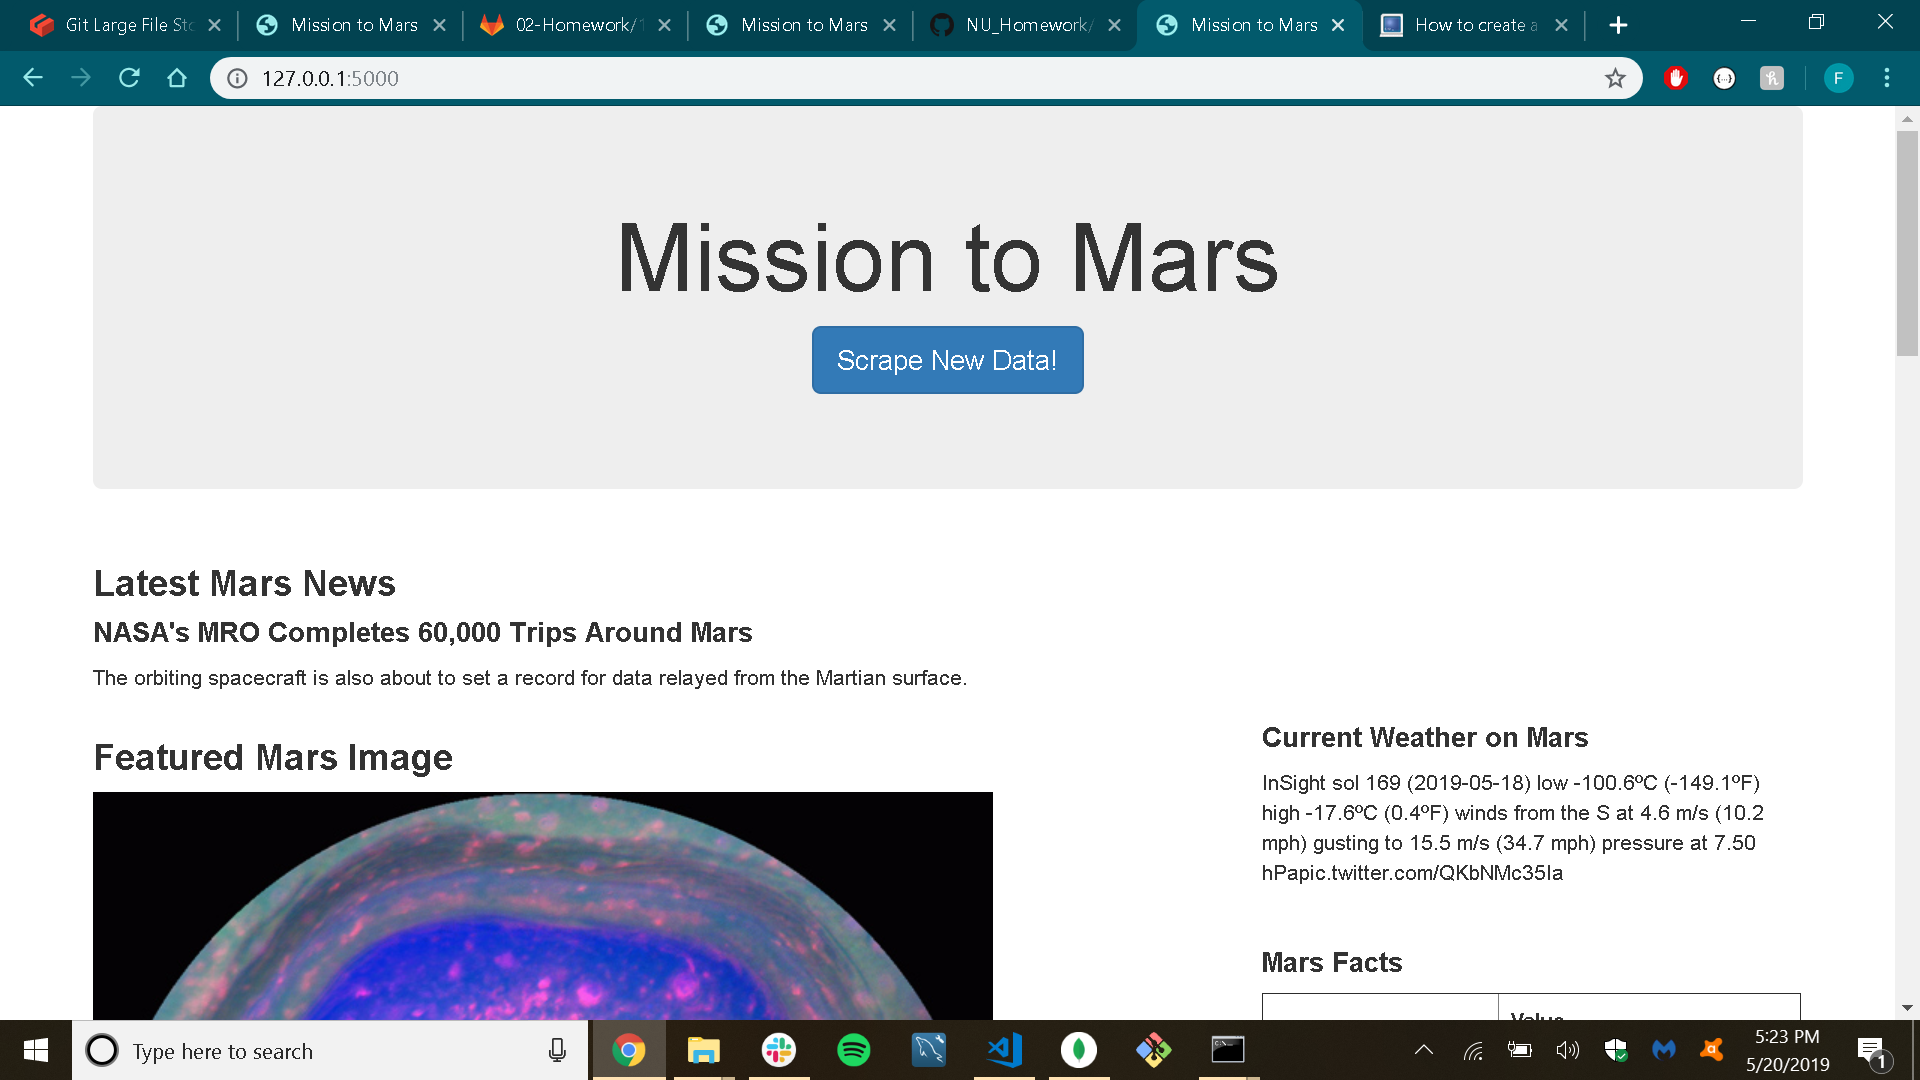 Git Large File Sto
Mission to Mars
02-Homework/
Mission to Mars
NU_Homework/
Mission to Mars
How to create a
127.0.0.1:5000
F
Mission to Mars
Scrape New Data!
Latest Mars News
NASA's MRO Completes 60,000 Trips Around Mars
The orbiting spacecraft is also about to set a record for data relayed from the Martian surface.
Featured Mars Image
Current Weather on Mars
InSight sol 169 (2019-05-18) low -100.6ºC (-149.1ºF)
high -17.6ºC (0.4ºF) winds from the S at 4.6 m/s (10.2
mph) gusting to 15.5 m/s (34.7 mph) pressure at 7.50
hPapic.twitter.com/QKbNMc35Ia
Mars Facts
Value
Type here to search
5:23 PM
5/20/2019
1